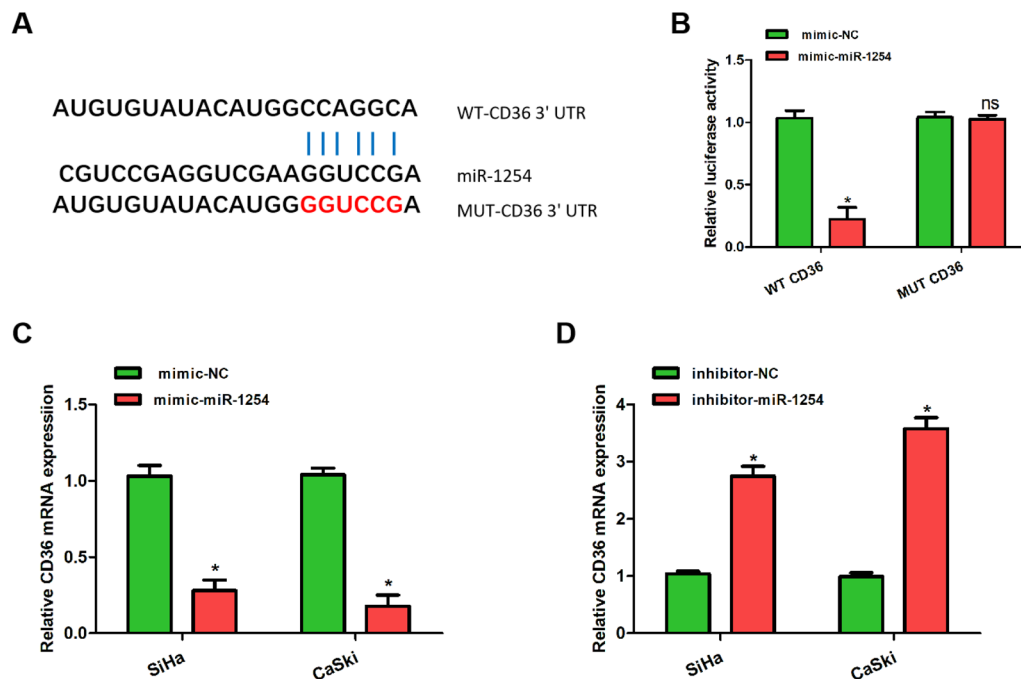 A
AUGUGUAUACAUGGCCAGGCA
WT-CD36 3' UTR
CGUCCGAGGUCGAAGGUCCGA
miR-1254
AUGUGUAUACAUGGGGUCCGA
MUT-CD36 3' UTR
B
mimic-NC
mimic-miR-1254
Relative luciferase activity
1.5
1.0
0.5
0.0
*
ns
WT CD36
MUT CD36
C
mimic-NC
mimic-miR-1254
Relative CD36 mRNA expressiion
1.5
1.0
0.5
0.0
*
*
SiHa
CaSki
D
inhibitor-NC
inhibitor-miR-1254
Relative CD36 mRNA expression
4
3
2
1
0
*
*
SiHa
CaSki